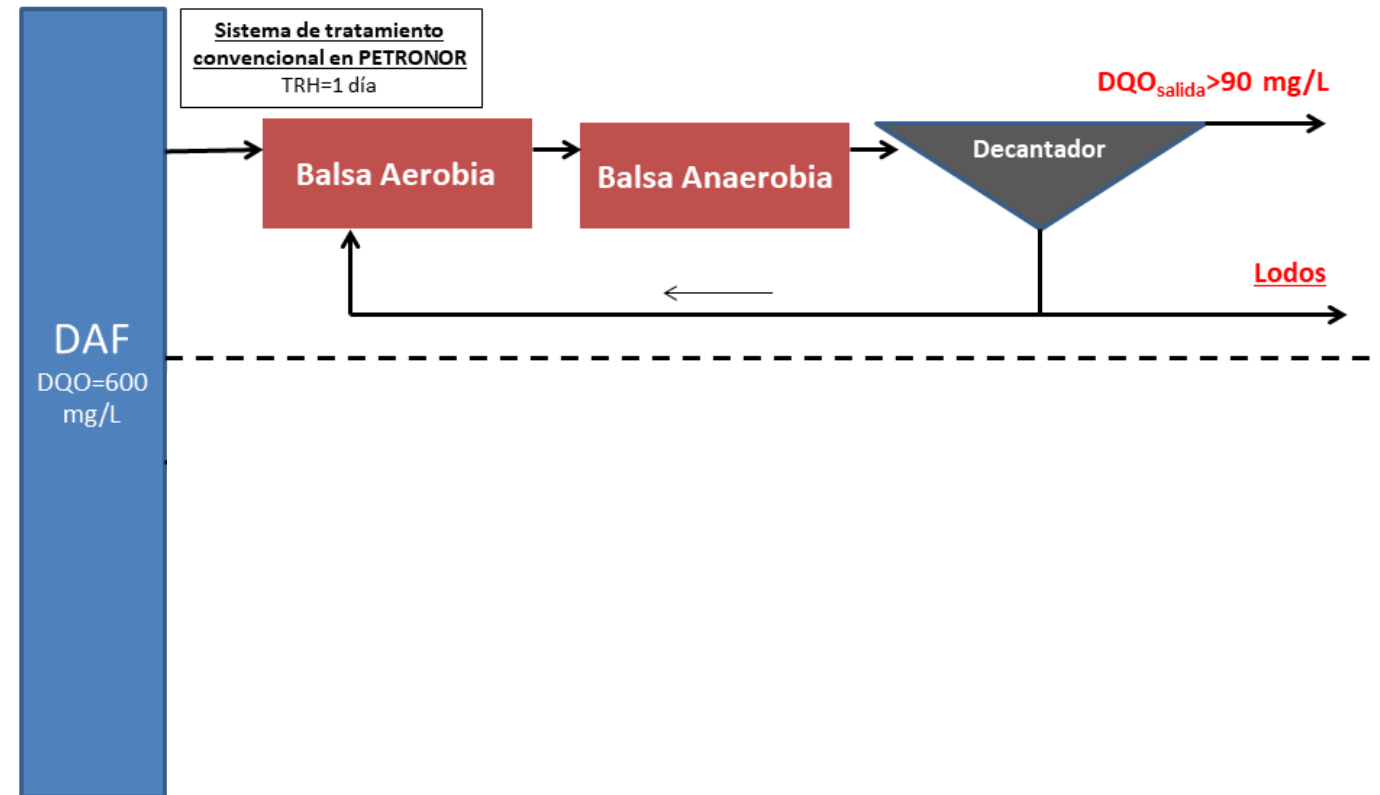 Sistema de tratamiento
convencional en PETRONOR
TRH=1 día
DQOsalida>90 mg/L
Balsa Aerobia
Balsa Anaerobia
Decantador
Lodos
DAF
DQO=600
mg/L